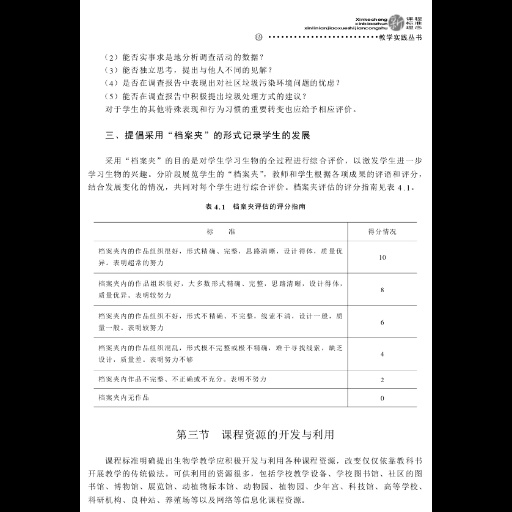 Xinkecheng
xinbiaozhun
xinlinianjiaoxueshijiancongshu
新
课程
标准
理念
教学实践丛书
（2）能否实事求是地分析调查活动的数据？
（3）能否独立思考，提出与他人不同的见解？
（4）是否在调查报告中表现出对社区垃圾污染环境问题的忧虑？
（5）能否在调查报告中积极提出垃圾处理方式的建议？
对于学生的其他特殊表现和行为习惯的重要转变也应给予相应评价。
三、提倡采用“档案夹”的形式记录学生的发展
采用“档案夹”的目的是对学生学习生物的全过程进行综合评价，以激发学生进一步
学习生物的兴趣。分阶段展览学生的“档案夹”，教师和学生根据各项成果的评语和评分，
结合发展变化的情况，共同对每个学生进行综合评价。档案夹评估的评分指南见表 4.1。
表 4.1 档案夹评估的评分指南
标 准 得分情况
档案夹内的作品组织很好，形式精确、完整，思路清晰，设计得体，质量优
异，表明超常的努力 10
档案夹内的作品组织很好，大多数形式精确、完整，思路清晰，设计得体，
质量优异，表明较努力 8
档案夹内的作品组织不好，形式不精确、不完整，线索不清，设计一般，质
量一般，表明较努力 6
档案夹内的作品组织混乱，形式极不完整或极不精确，难于寻找线索，缺乏
设计，质量差，表明努力不够 4
档案夹内作品不完整、不正确或不充分，表明不努力 2
档案夹内无作品 0
第三节 课程资源的开发与利用
课程标准明确提出生物学教学应积极开发与利用各种课程资源，改变仅仅依靠教科书
开展教学的传统做法。可供利用的资源很多，包括学校教学设备、学校图书馆、社区的图
书馆、博物馆、展览馆、动植物标本馆、动物园、植物园、少年宫、科技馆、高等学校、
科研机构、良种站、养殖场等以及网络等信息化课程资源。